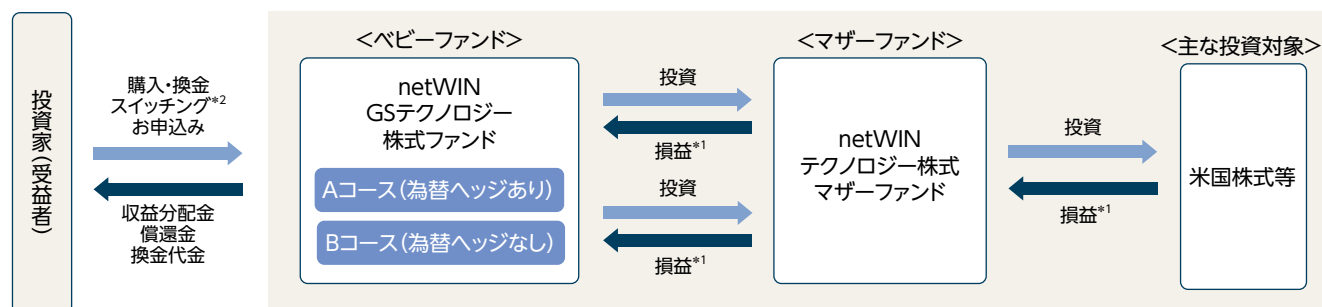 投資家（受益者）
購入・換金
スイッチング*2
お申込み
収益分配金
償還金
換金代金
＜ベビーファンド＞
netWIN
GSテクノロジー
株式ファンド
Aコース（為替ヘッジあり）
Bコース（為替ヘッジなし）
投資
損益*1
投資
損益*1
＜マザーファンド＞
netWIN
テクノロジー株式
マザーファンド
投資
損益*1
＜主な投資対象＞
米国株式等